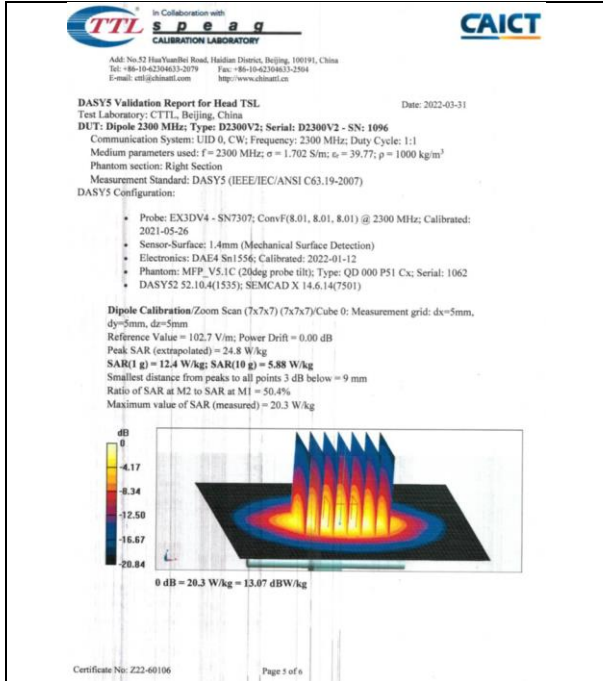 TTL
In Collaboration with
s p e a g
CALIBRATION LABORATORY
CAICT
Add: No.52 HuaYuanBei Road, Haidian District, Beijing, 100191, China
Tel: +86-10-62304633-2079 Fax: +86-10-62304633-2504
E-mail: cttl@chinattl.com http://www.chinattl.cn
DASY5 Validation Report for Head TSL Date: 2022-03-31
Test Laboratory: CTTL, Beijing, China
DUT: Dipole 2300 MHz; Type: D2300V2; Serial: D2300V2 - SN: 1096
Communication System: UID 0, CW; Frequency: 2300 MHz; Duty Cycle: 1:1
Medium parameters used: f = 2300 MHz; σ = 1.702 S/m; εr = 39.77; ρ = 1000 kg/m³
Phantom section: Right Section
Measurement Standard: DASY5 (IEEE/IEC/ANSI C63.19-2007)
DASY5 Configuration:
• Probe: EX3DV4 - SN7307; ConvF(8.01, 8.01, 8.01) @ 2300 MHz; Calibrated:
2021-05-26
• Sensor-Surface: 1.4mm (Mechanical Surface Detection)
• Electronics: DAE4 Sn1556; Calibrated: 2022-01-12
• Phantom: MFP_V5.1C (20deg probe tilt); Type: QD 000 P51 Cx; Serial: 1062
• DASY52 52.10.4(1535); SEMCAD X 14.6.14(7501)
Dipole Calibration/Zoom Scan (7x7x7) (7x7x7)/Cube 0: Measurement grid: dx=5mm,
dy=5mm, dz=5mm
Reference Value = 102.7 V/m; Power Drift = 0.00 dB
Peak SAR (extrapolated) = 24.8 W/kg
SAR(1 g) = 12.4 W/kg; SAR(10 g) = 5.88 W/kg
Smallest distance from peaks to all points 3 dB below = 9 mm
Ratio of SAR at M2 to SAR at M1 = 50.4%
Maximum value of SAR (measured) = 20.3 W/kg
dB
0
-4.17
-8.34
-12.50
-16.67
-20.84
0 dB = 20.3 W/kg = 13.07 dBW/kg
Certificate No: Z22-60106 Page 5 of 6